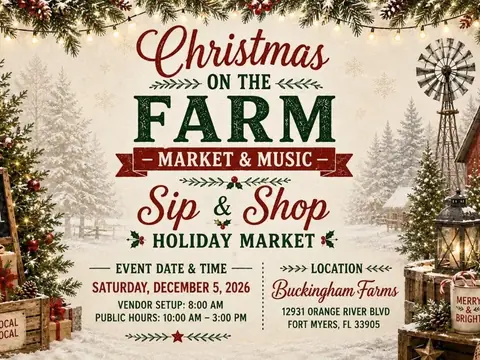 Christmas
ON THE
FARM
MARKET & MUSIC
Sip & Shop
HOLIDAY MARKET
EVENT DATE & TIME
SATURDAY, DECEMBER 5, 2026
VENDOR SETUP: 8:00 AM
PUBLIC HOURS: 10:00 AM – 3:00 PM
LOCATION
Buckingham Farms
12931 ORANGE RIVER BLVD
FORT MYERS, FL 33905
OCAL
OCAL
MERRY
&
BRIGHT